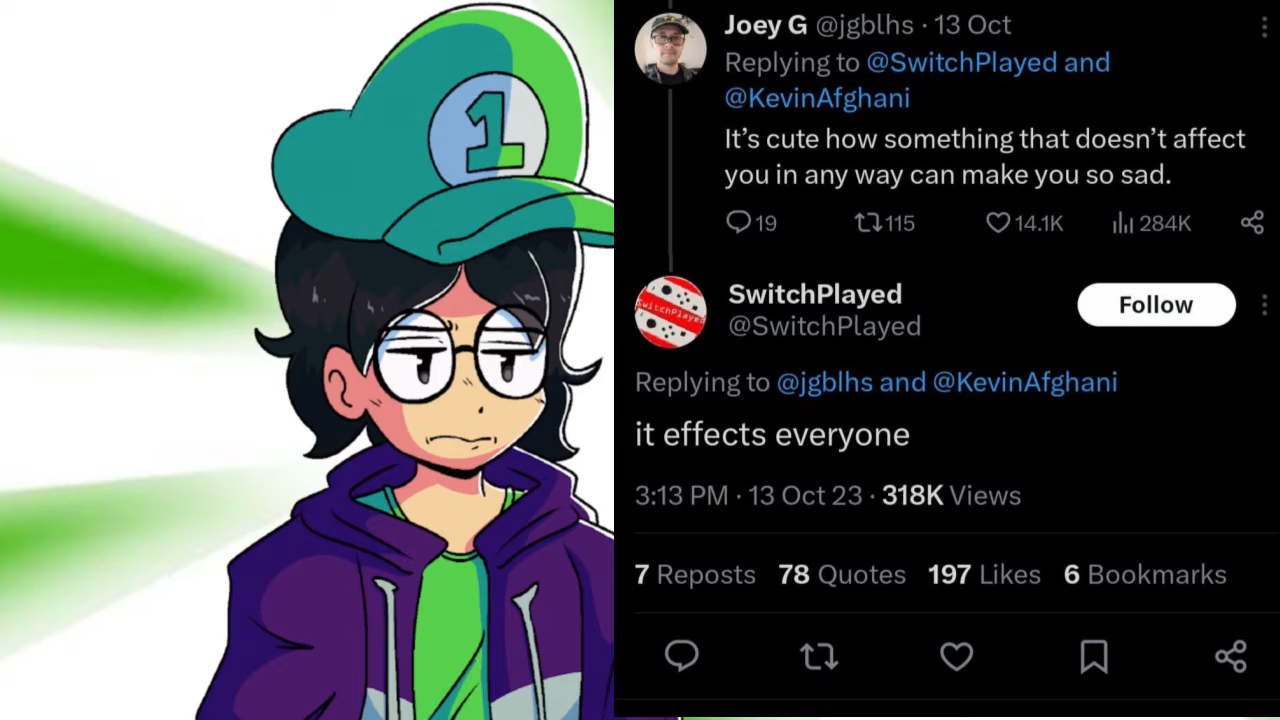 1
Joey G @jgblhs · 13 Oct
Replying to @SwitchPlayed and
@KevinAfghani
It's cute how something that doesn't affect
you in any way can make you so sad.
19 115 14.1K 284K
SwitchPlayed
SwitchPlayed
@SwitchPlayed
Follow
Replying to @jgblhs and @KevinAfghani
it effects everyone
3:13 PM · 13 Oct 23 · 318K Views
7 Reposts 78 Quotes 197 Likes 6 Bookmarks